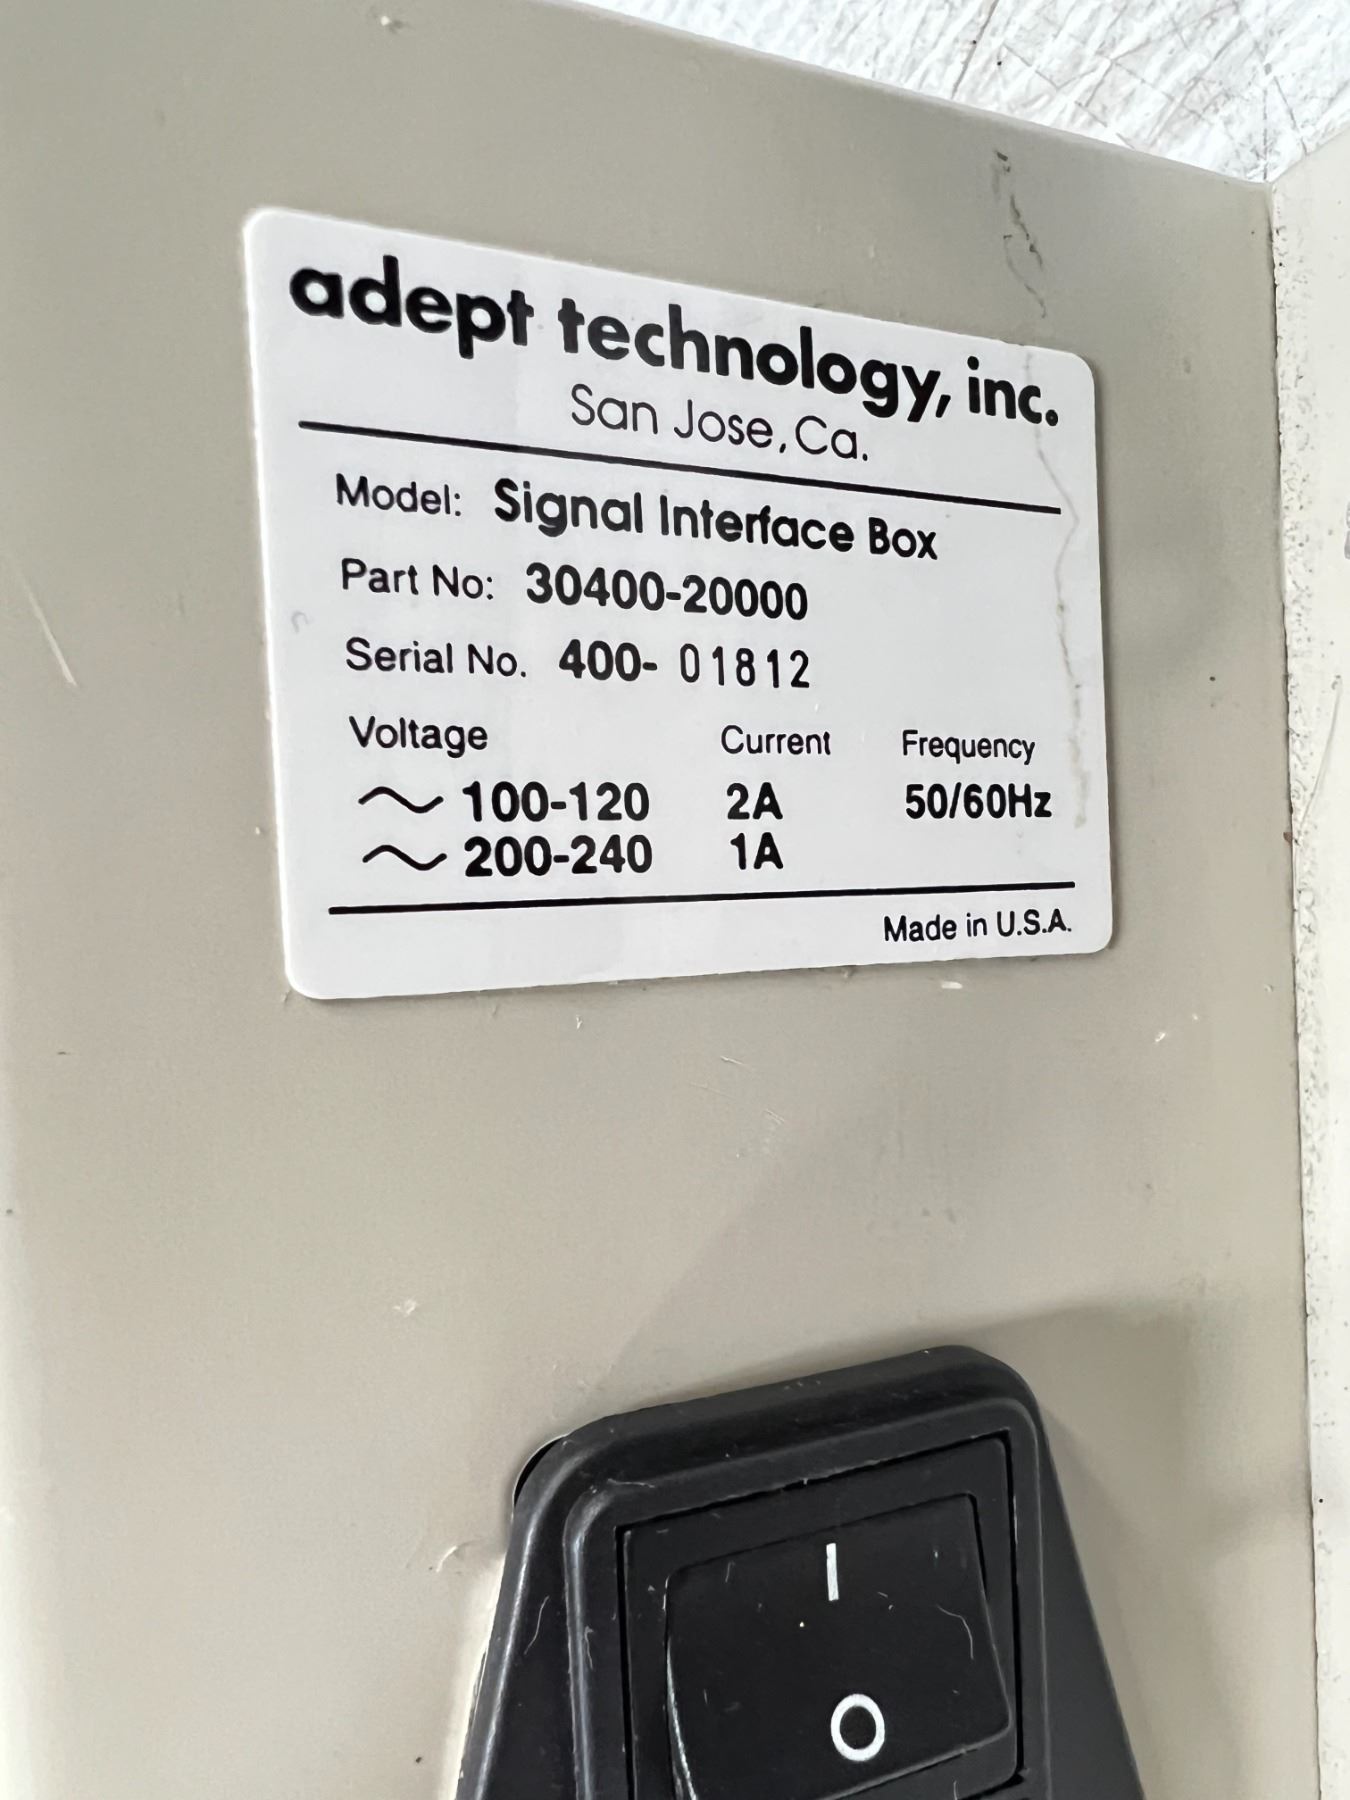 adept technology, inc.
San Jose, Ca.
Model: Signal Interface Box
Part No: 30400-20000
Serial No. 400- 01812
Voltage Current Frequency
~ 100-120 2A 50/60Hz
~ 200-240 1A
Made in U.S.A.
I
O